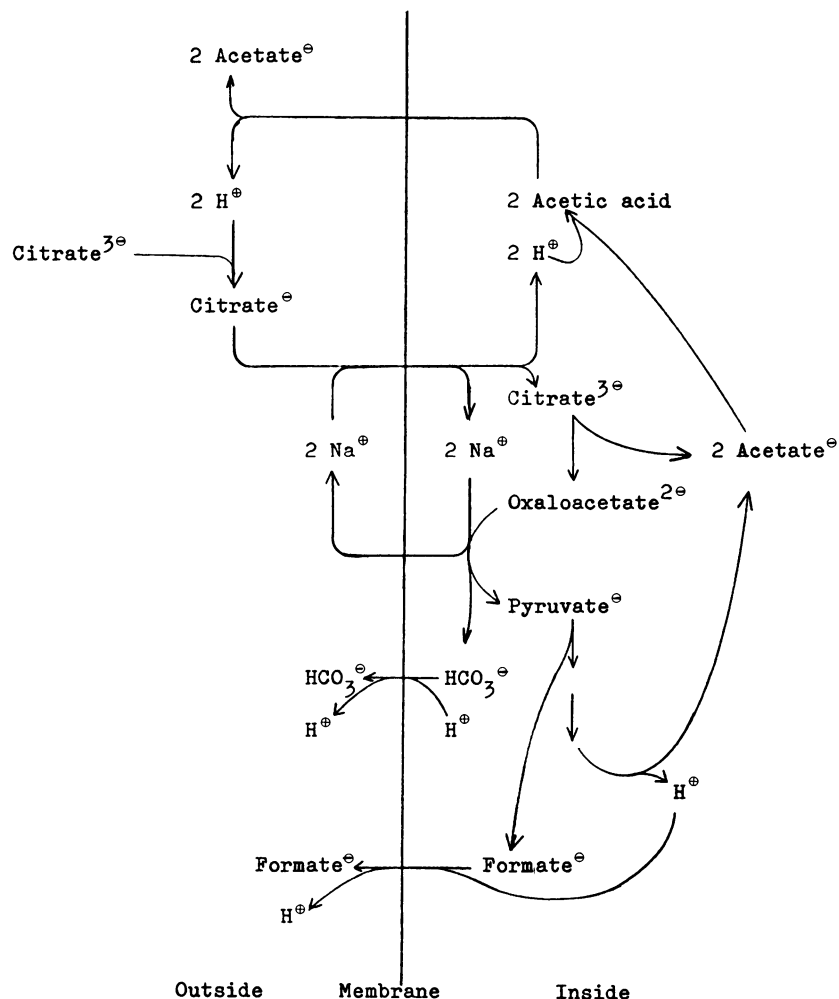 2 Acetate⊖
2 H⊕
2 Acetic acid
Citrate3⊖
2 H⊕
Citrate⊖
Citrate3⊖
2 Na⊕
2 Na⊕
2 Acetate⊖
Oxaloacetate2⊖
Pyruvate⊖
HCO3⊖
HCO3⊖
H⊕
H⊕
H⊕
Formate⊖
Formate⊖
H⊕
Outside Membrane Inside